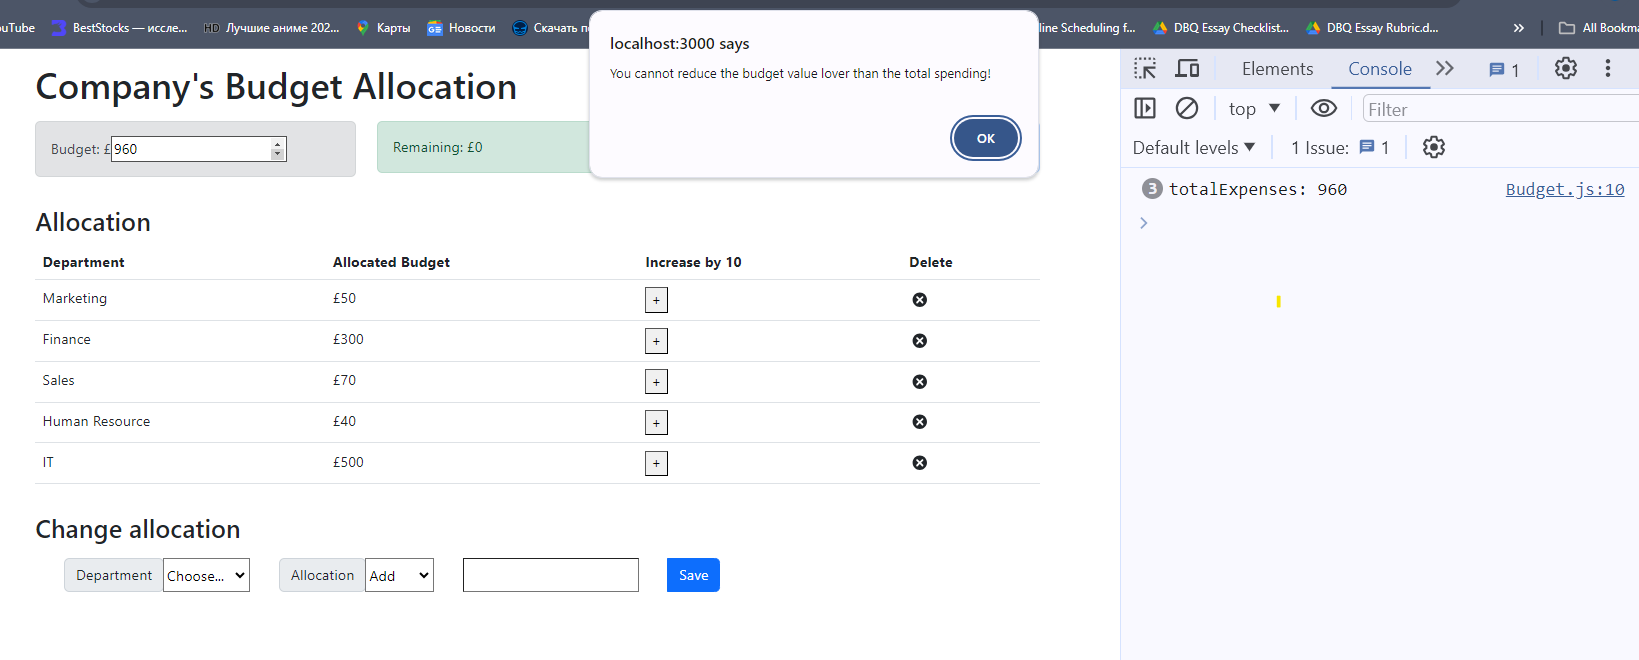 ouTube BestStocks — иссле... HD Лучшие аниме 202... Карты GE Новости Скачать line Scheduling f... DBQ Essay Checklist... DBQ Essay Rubric.d... » All Bookma
localhost:3000 says
You cannot reduce the budget value lover than the total spending!
OK
Company's Budget Allocation
Budget: £ 960
Remaining: £0
Allocation
Department Allocated Budget Increase by 10 Delete
Marketing £50 +
Finance £300 +
Sales £70 +
Human Resource £40 +
IT £500 +
Change allocation
Department Choose... Allocation Add Save
Elements Console 1
top Filter
Default levels 1 Issue: 1
3 totalExpenses: 960 Budget.js:10